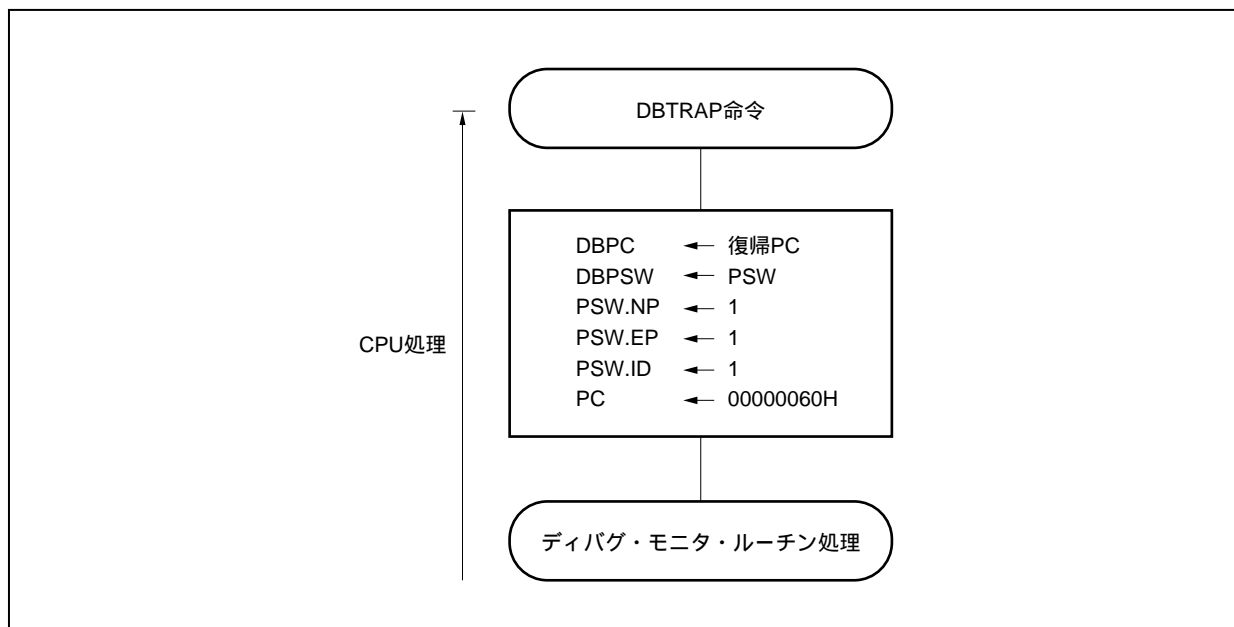 DBTRAP命令
DBPC ← 復帰PC
DBPSW ← PSW
PSW.NP ← 1
PSW.EP ← 1
PSW.ID ← 1
PC ← 00000060H
CPU処理
ディバグ・モニタ・ルーチン処理